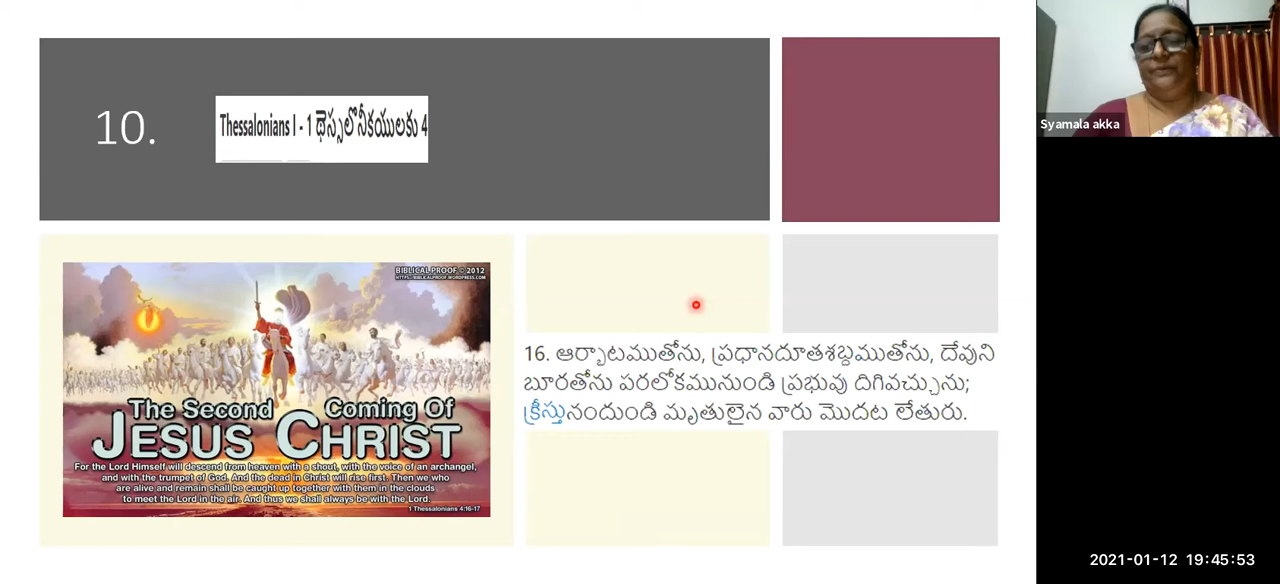 10.
Thessalonians I - 1 థెస్సలొనీకయులకు 4
Syamala akka
BIBLICAL PROOF © 2012
HTTPS://BIBLICALPROOF.WORDPRESS.COM
16. ఆర్భాటముతోను, ప్రధానదూతశబ్దముతోను, దేవుని
బూరతోను పరలోకమునుండి ప్రభువు దిగివచ్చును;
క్రీస్తునందుండి మృతులైన వారు మొదట లేతురు.
The Second Coming Of
JESUS CHRIST
For the Lord Himself will descend from heaven with a shout, with the voice of an archangel,
and with the trumpet of God. And the dead in Christ will rise first. Then we who
are alive and remain shall be caught up together with them in the clouds
to meet the Lord in the air. And thus we shall always be with the Lord.
1 Thessalonians 4:16-17
2021-01-12 19:45:53